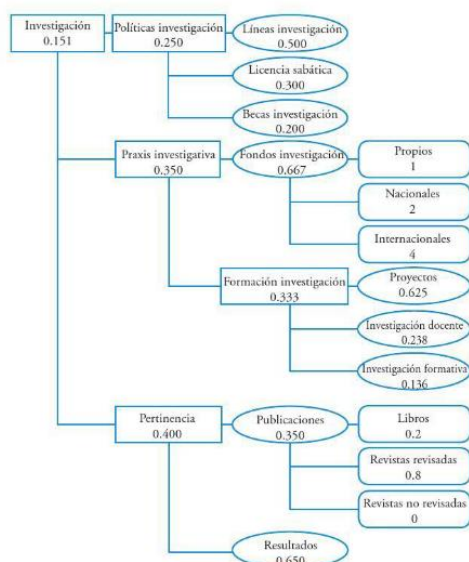 Investigación
0.151
Políticas investigación
0.250
Líneas investigación
0.500
Licencia sabática
0.300
Becas investigación
0.200
Praxis investigativa
0.350
Fondos investigación
0.667
Propios
1
Nacionales
2
Internacionales
4
Formación investigación
0.333
Proyectos
0.625
Investigación docente
0.238
Investigación formativa
0.136
Pertinencia
0.400
Publicaciones
0.350
Libros
0.2
Revistas revisadas
0.8
Revistas no revisadas
0
Resultados
0.650